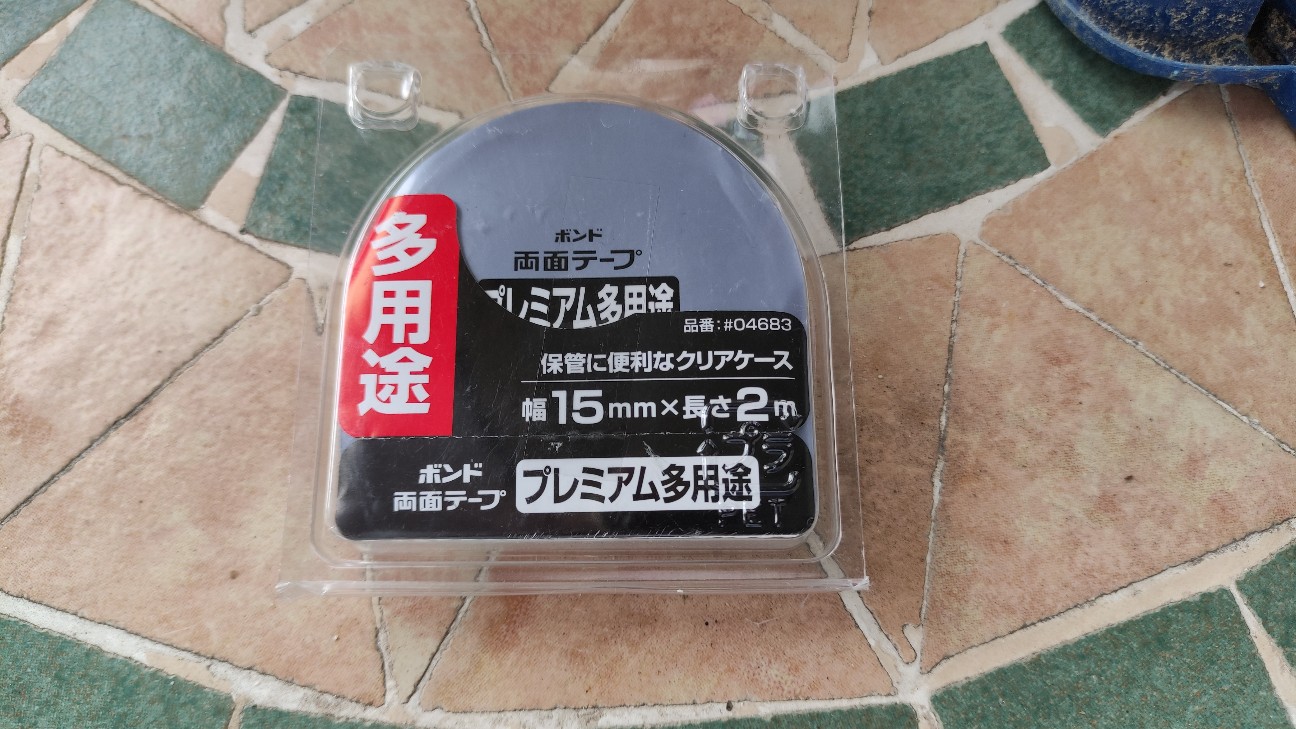 多用途
ボンド
両面テープ
プレミアム多用途
品番:#04683
保管に便利なクリアケース
幅15mm×長さ2m
ボンド
両面テープ
プレミアム多用途
プラ
PET